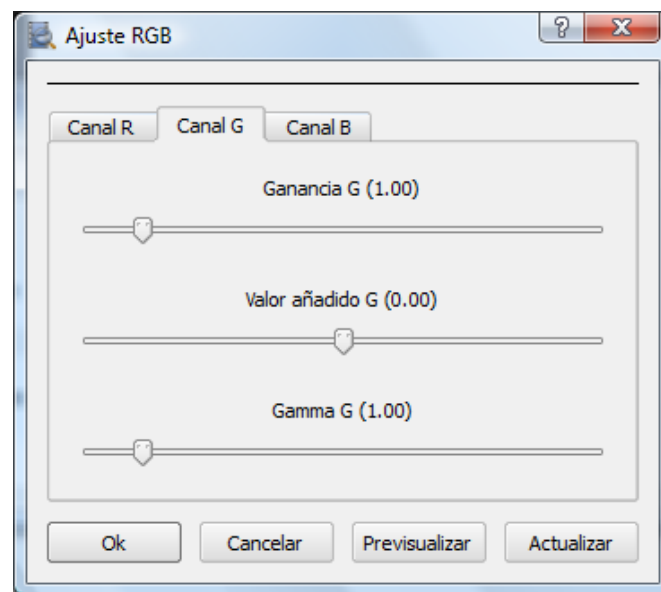 Ajuste RGB
Canal R Canal G Canal B
Ganancia G (1.00)
Valor añadido G (0.00)
Gamma G (1.00)
Ok Cancelar Previsualizar Actualizar